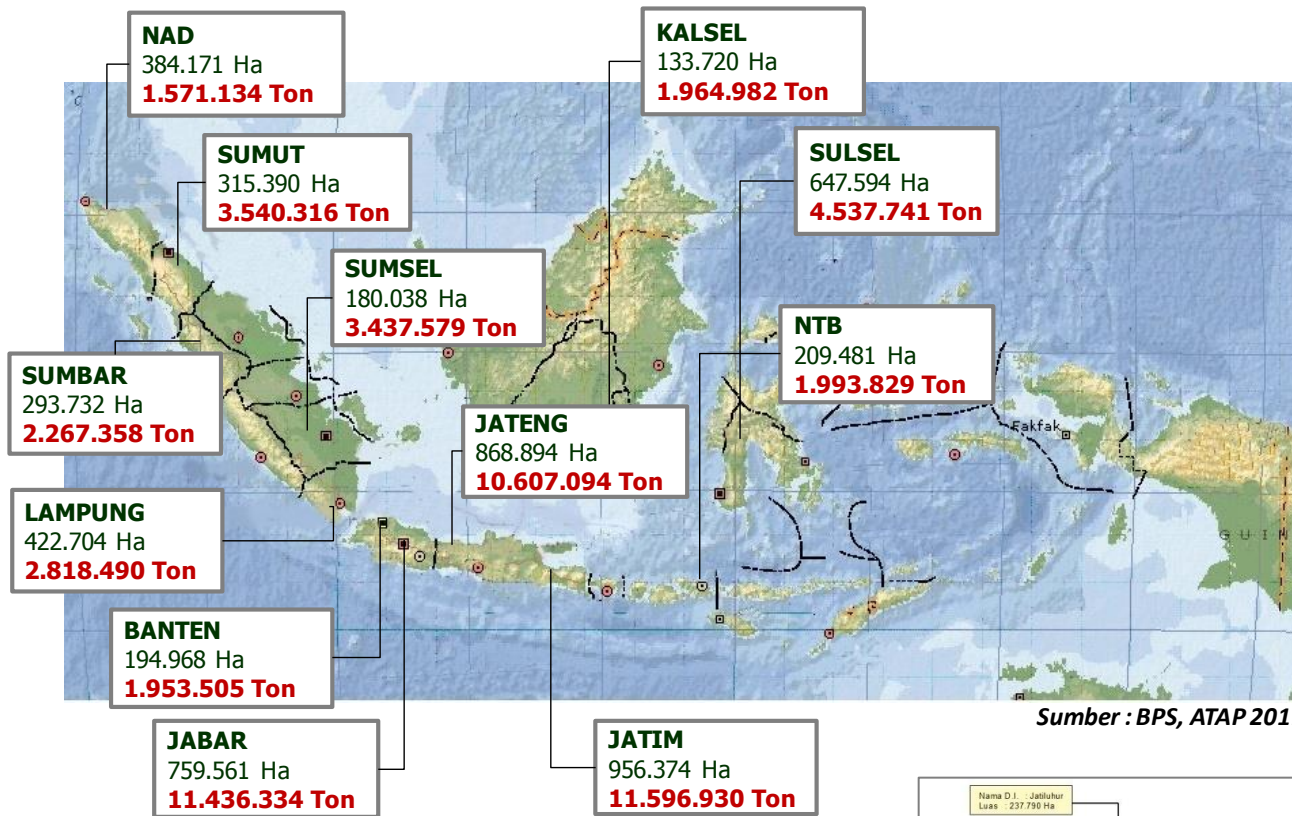 NAD
384.171 Ha
1.571.134 Ton
KALSEL
133.720 Ha
1.964.982 Ton
SUMUT
315.390 Ha
3.540.316 Ton
SULSEL
647.594 Ha
4.537.741 Ton
SUMSEL
180.038 Ha
3.437.579 Ton
NTB
209.481 Ha
1.993.829 Ton
SUMBAR
293.732 Ha
2.267.358 Ton
JATENG
868.894 Ha
10.607.094 Ton
Fakfak
LAMPUNG
422.704 Ha
2.818.490 Ton
GUIN
BANTEN
194.968 Ha
1.953.505 Ton
Sumber : BPS, ATAP 201
JABAR
759.561 Ha
11.436.334 Ton
JATIM
956.374 Ha
11.596.930 Ton
Nama D.I. : Jatiluhur
Luas : 237.790 Ha